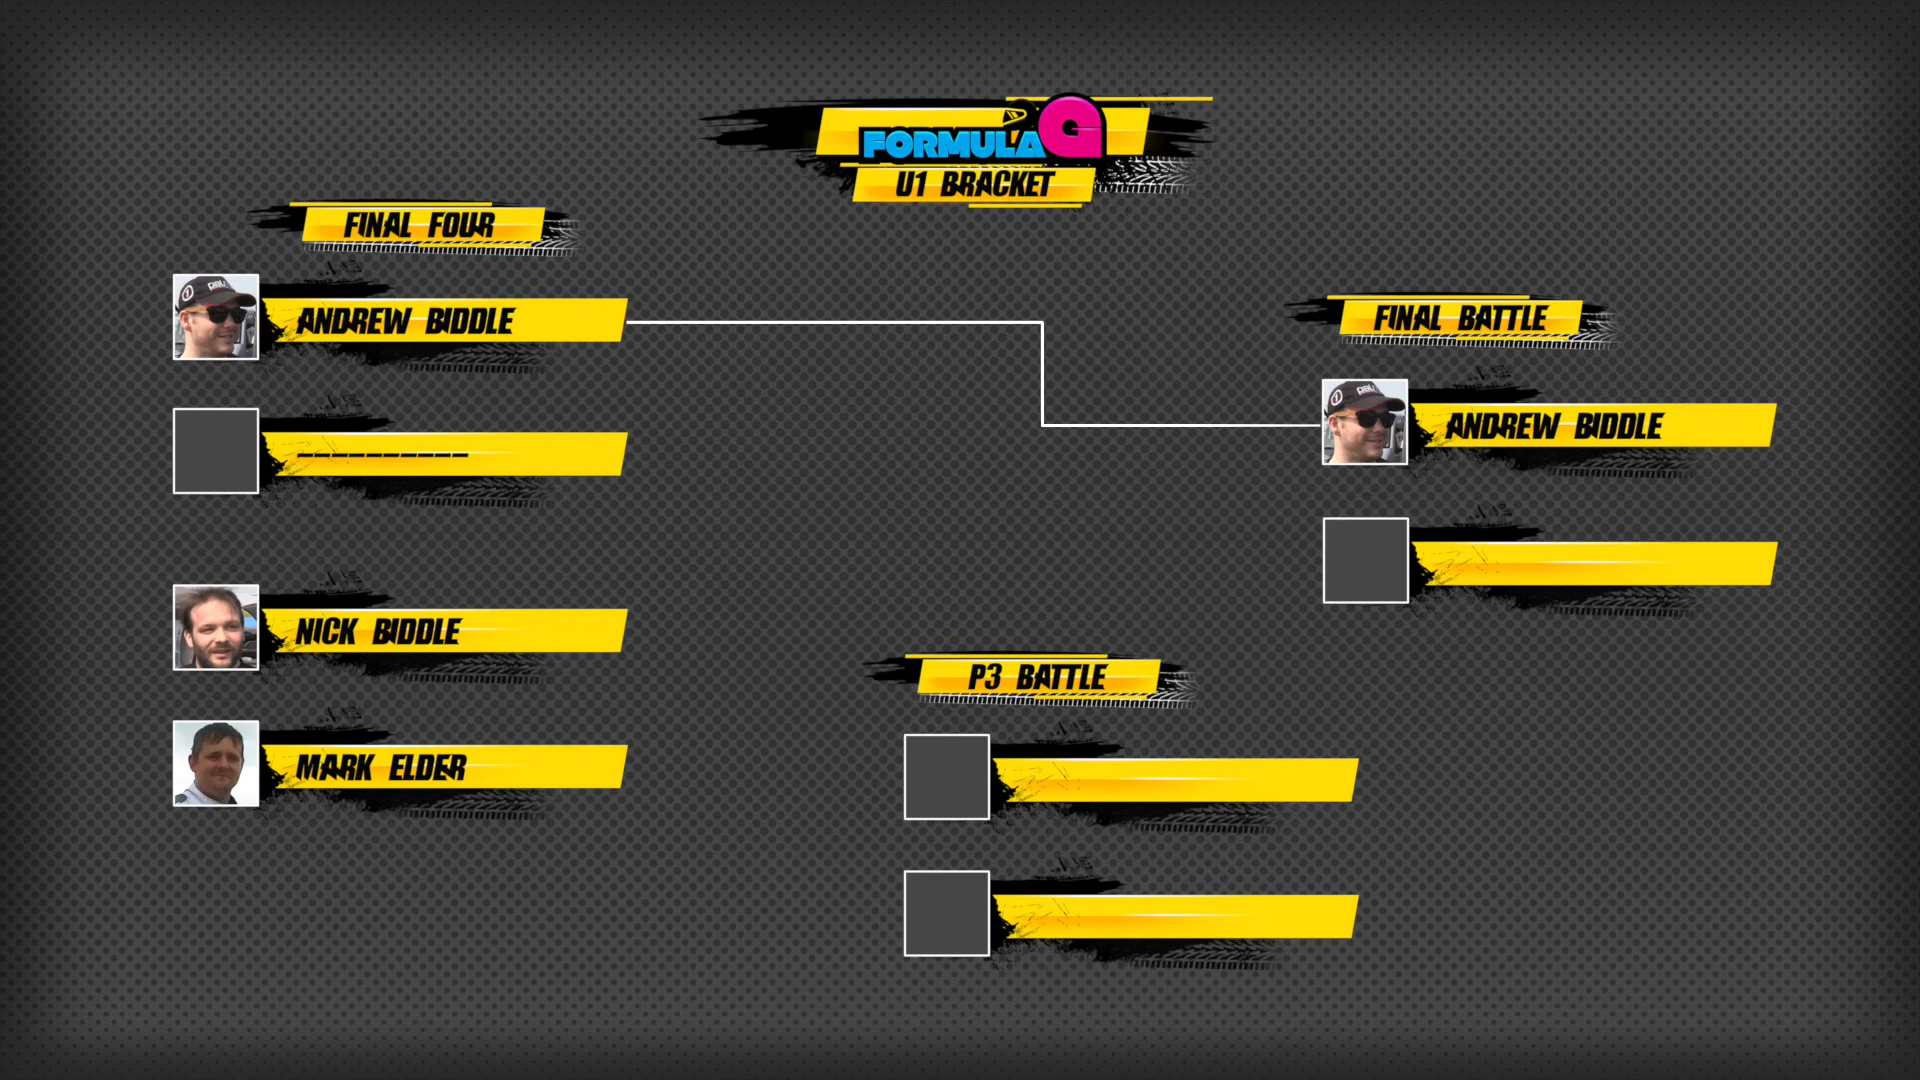 FORMULA G
U1 BRACKET
FINAL FOUR
ANDREW BIDDLE
----------
NICK BIDDLE
MARK ELDER
FINAL BATTLE
ANDREW BIDDLE
P3 BATTLE